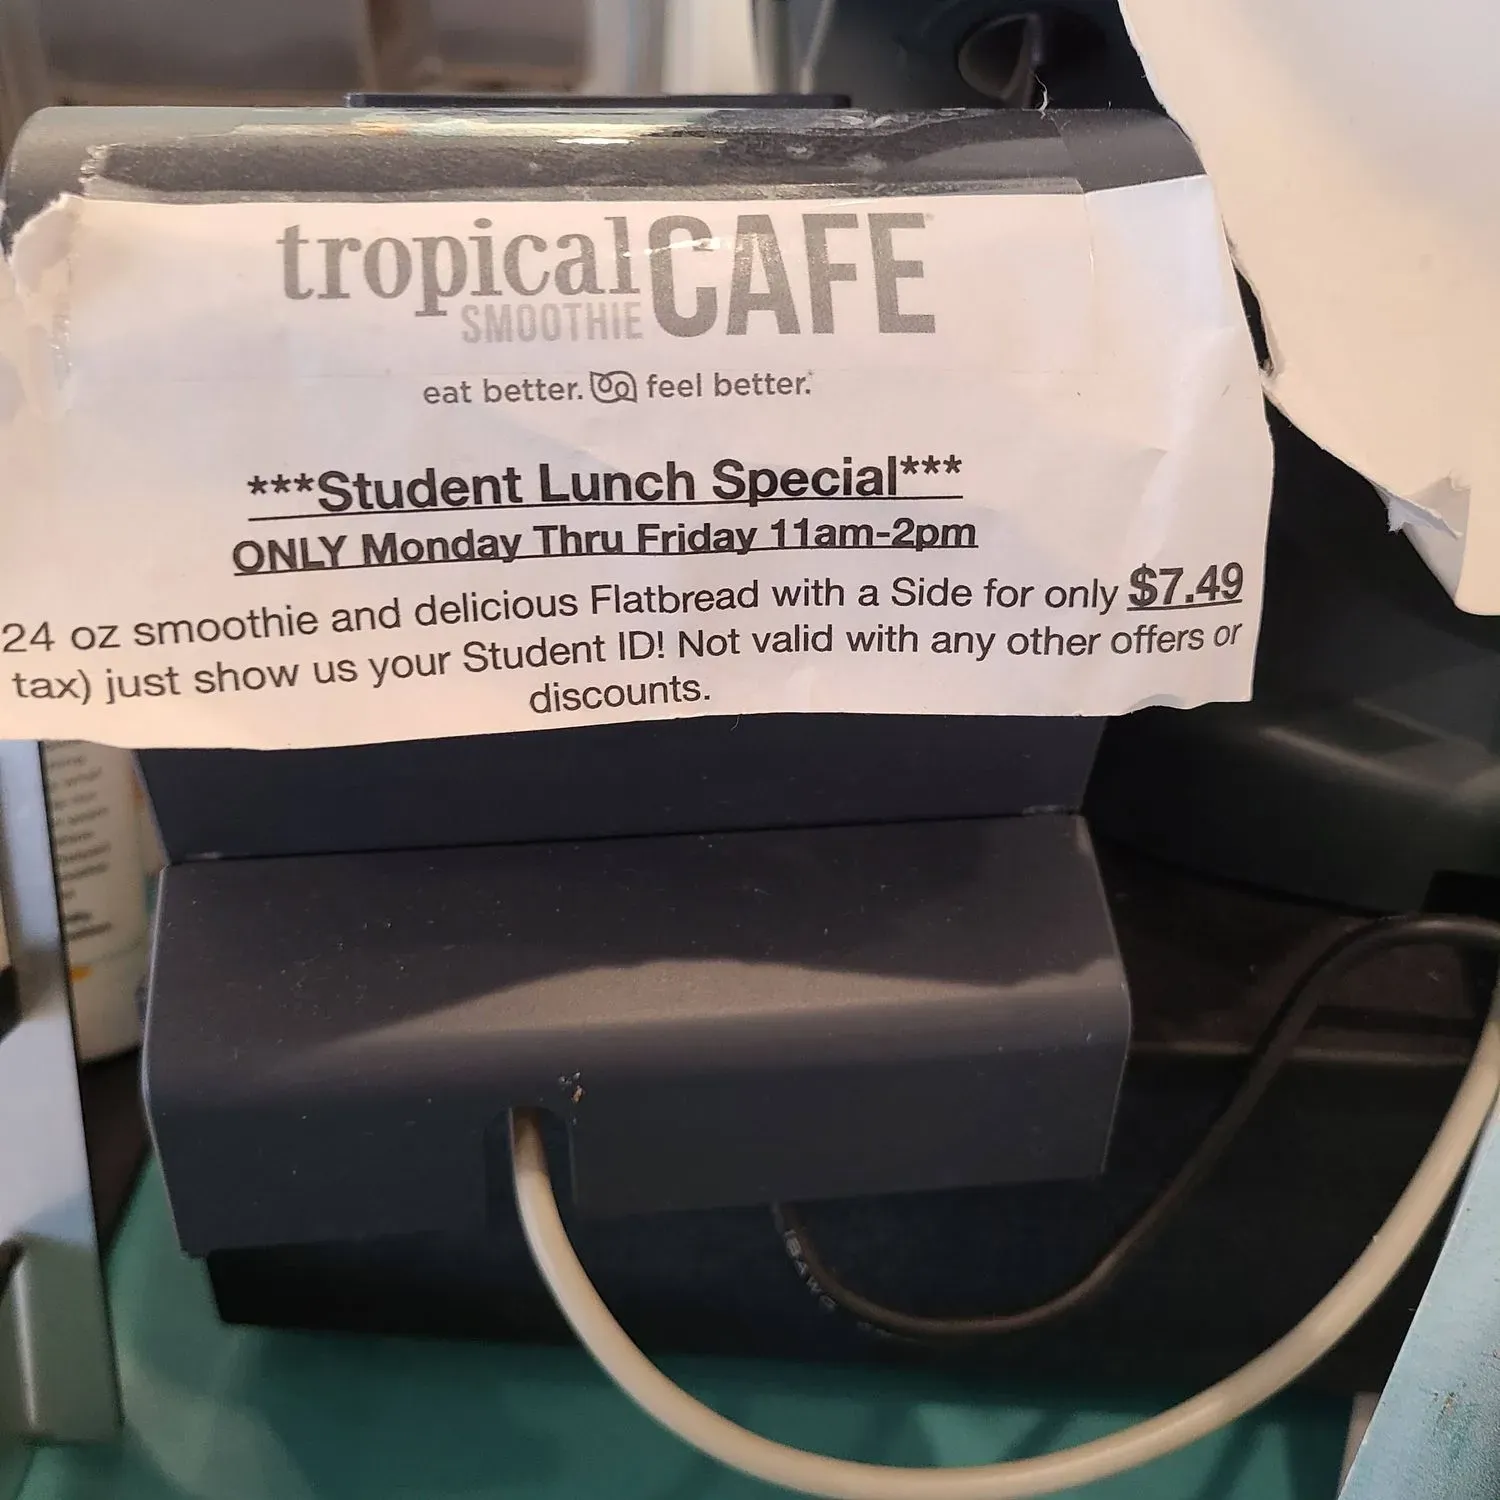 tropical CAFE
SMOOTHIE
eat better. feel better.
***Student Lunch Special***
ONLY Monday Thru Friday 11am-2pm
24 oz smoothie and delicious Flatbread with a Side for only $7.49
tax) just show us your Student ID! Not valid with any other offers or
discounts.